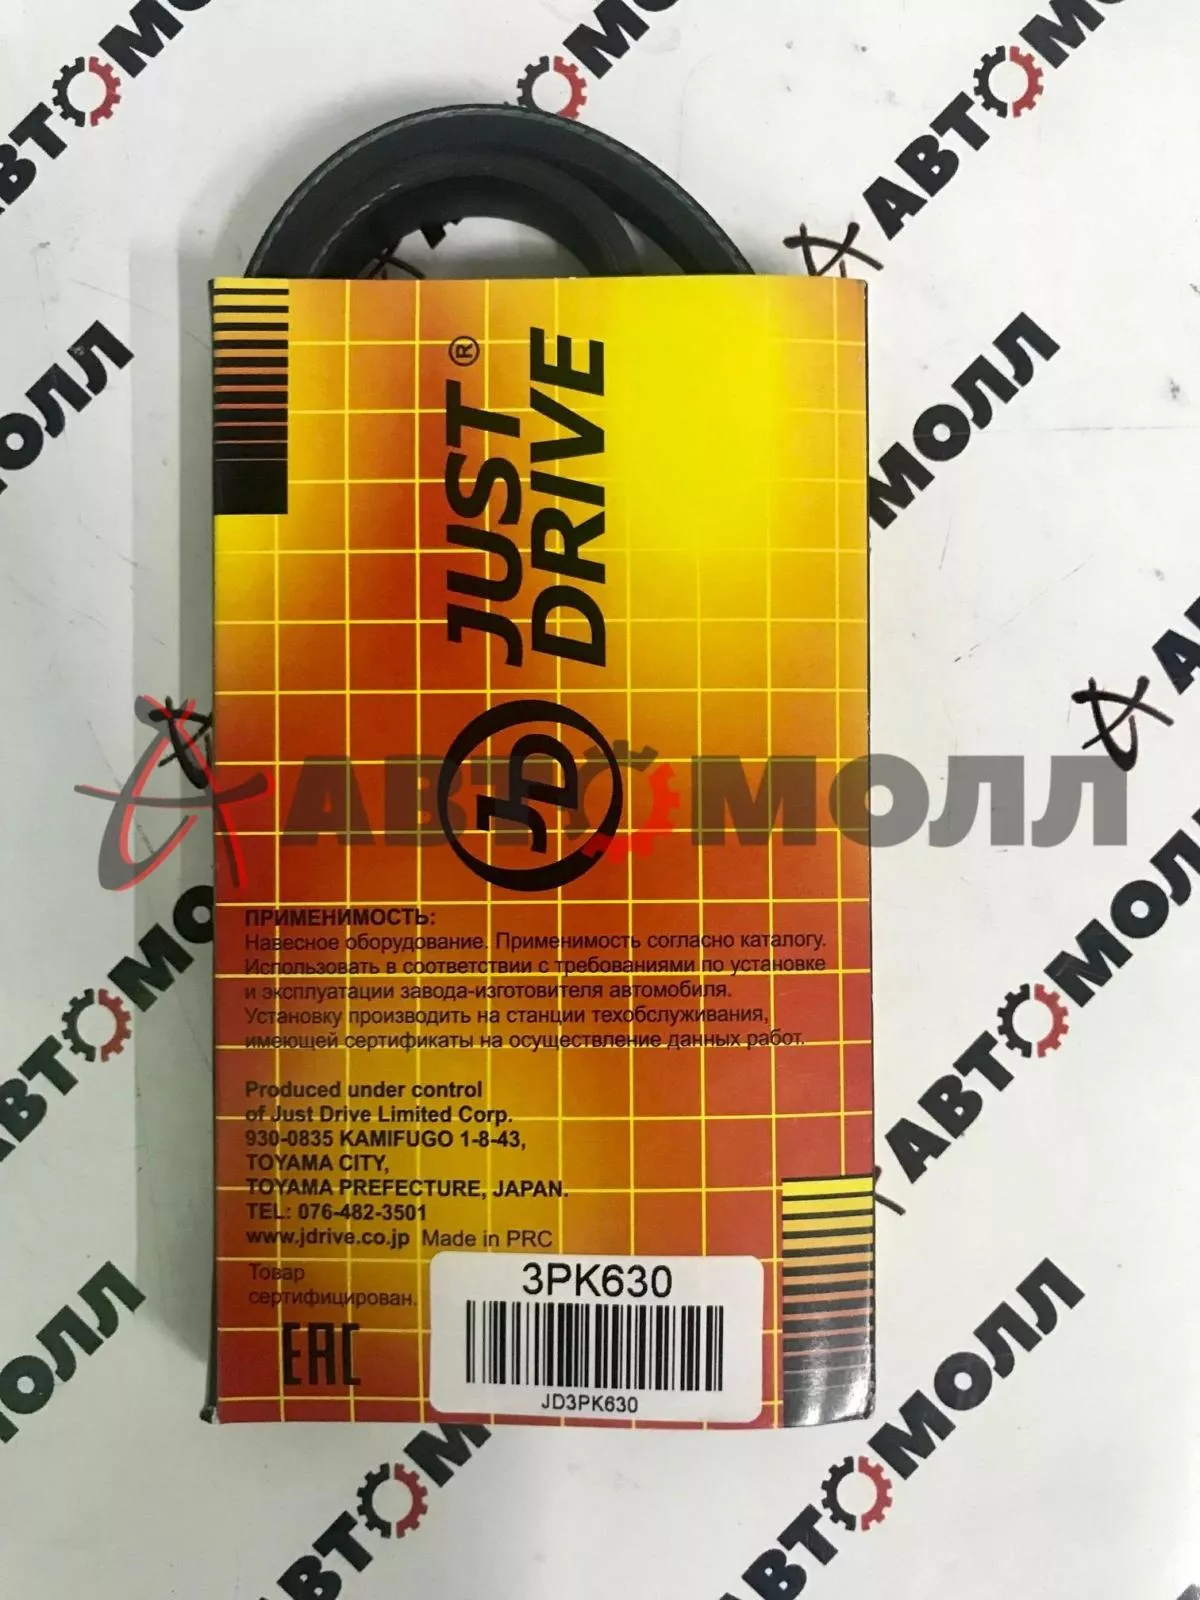 JUST®
DRIVE
JD
АВТОМОЛЛ
ПРИМЕНИМОСТЬ:
Навесное оборудование. Применимость согласно каталогу.
Использовать в соответствии с требованиями по установке
и эксплуатации завода-изготовителя автомобиля.
Установку производить на станции техобслуживания,
имеющей сертификаты на осуществление данных работ.
Produced under control
of Just Drive Limited Corp.
930-0835 KAMIFUGO 1-8-43,
TOYAMA CITY,
TOYAMA PREFECTURE, JAPAN.
TEL: 076-482-3501
www.jdrive.co.jp Made in PRC
Товар
сертифицирован.
EAC
3PK630
JD3PK630
АВТОМОЛЛ
АВТОМОЛЛ
АВТОМОЛЛ
АВТОМОЛЛ